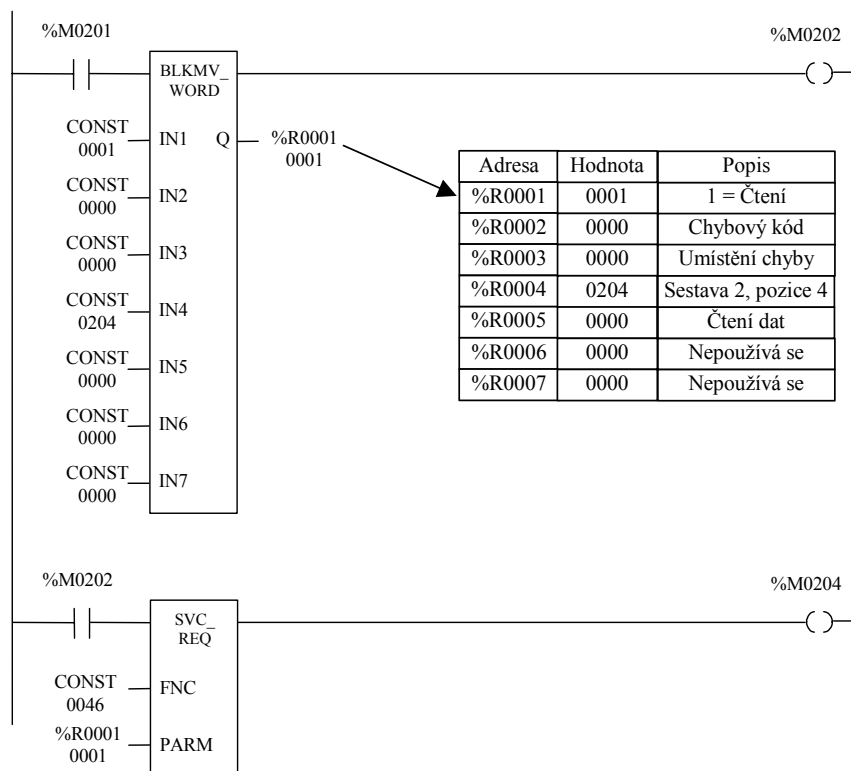 %M0201
%M0202
BLKMV_
WORD
CONST
0001
IN1 Q
%R0001
0001
CONST
0000
IN2
CONST
0000
IN3
CONST
0204
IN4
CONST
0000
IN5
CONST
0000
IN6
CONST
0000
IN7
Adresa Hodnota Popis
%R0001 0001 1 = Čtení
%R0002 0000 Chybový kód
%R0003 0000 Umístění chyby
%R0004 0204 Sestava 2, pozice 4
%R0005 0000 Čtení dat
%R0006 0000 Nepoužívá se
%R0007 0000 Nepoužívá se
%M0202
%M0204
SVC_
REQ
CONST
0046
FNC
%R0001
0001
PARM